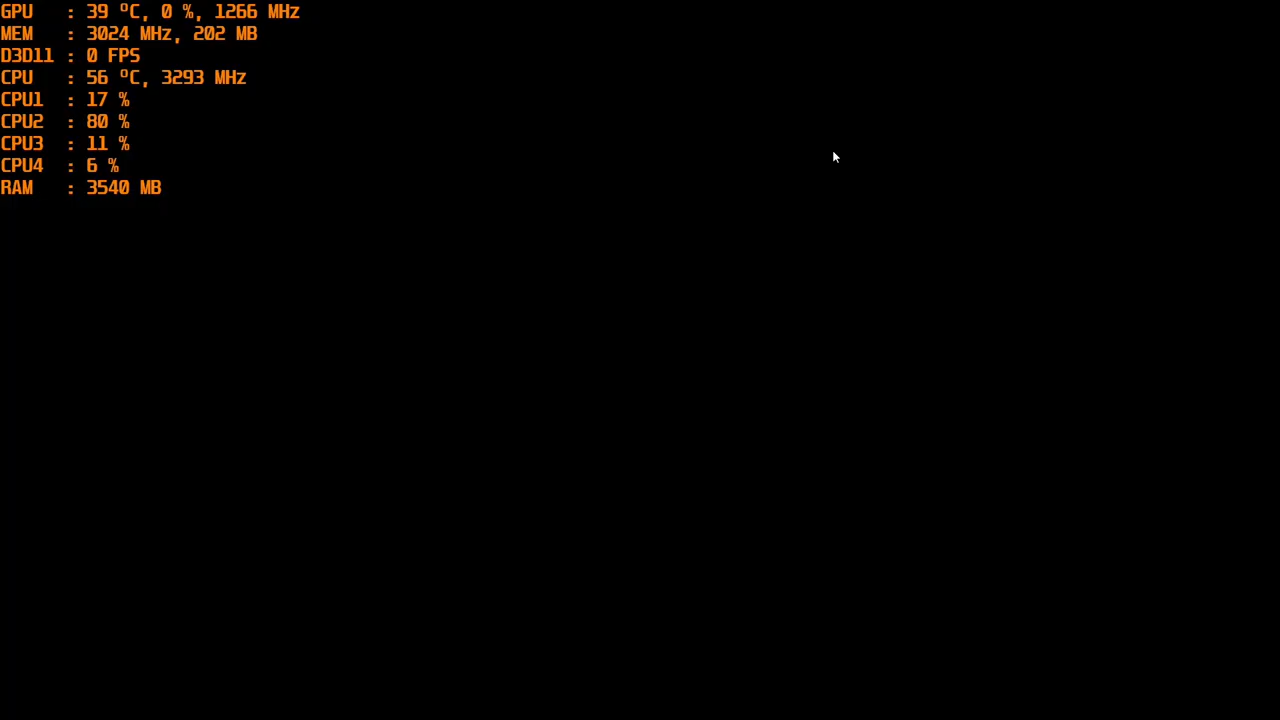 GPU : 39 °C, 0 %, 1266 MHz
MEM : 3024 MHz, 202 MB
D3D11 : 0 FPS
CPU : 56 °C, 3293 MHz
CPU1 : 17 %
CPU2 : 80 %
CPU3 : 11 %
CPU4 : 6 %
RAM : 3540 MB